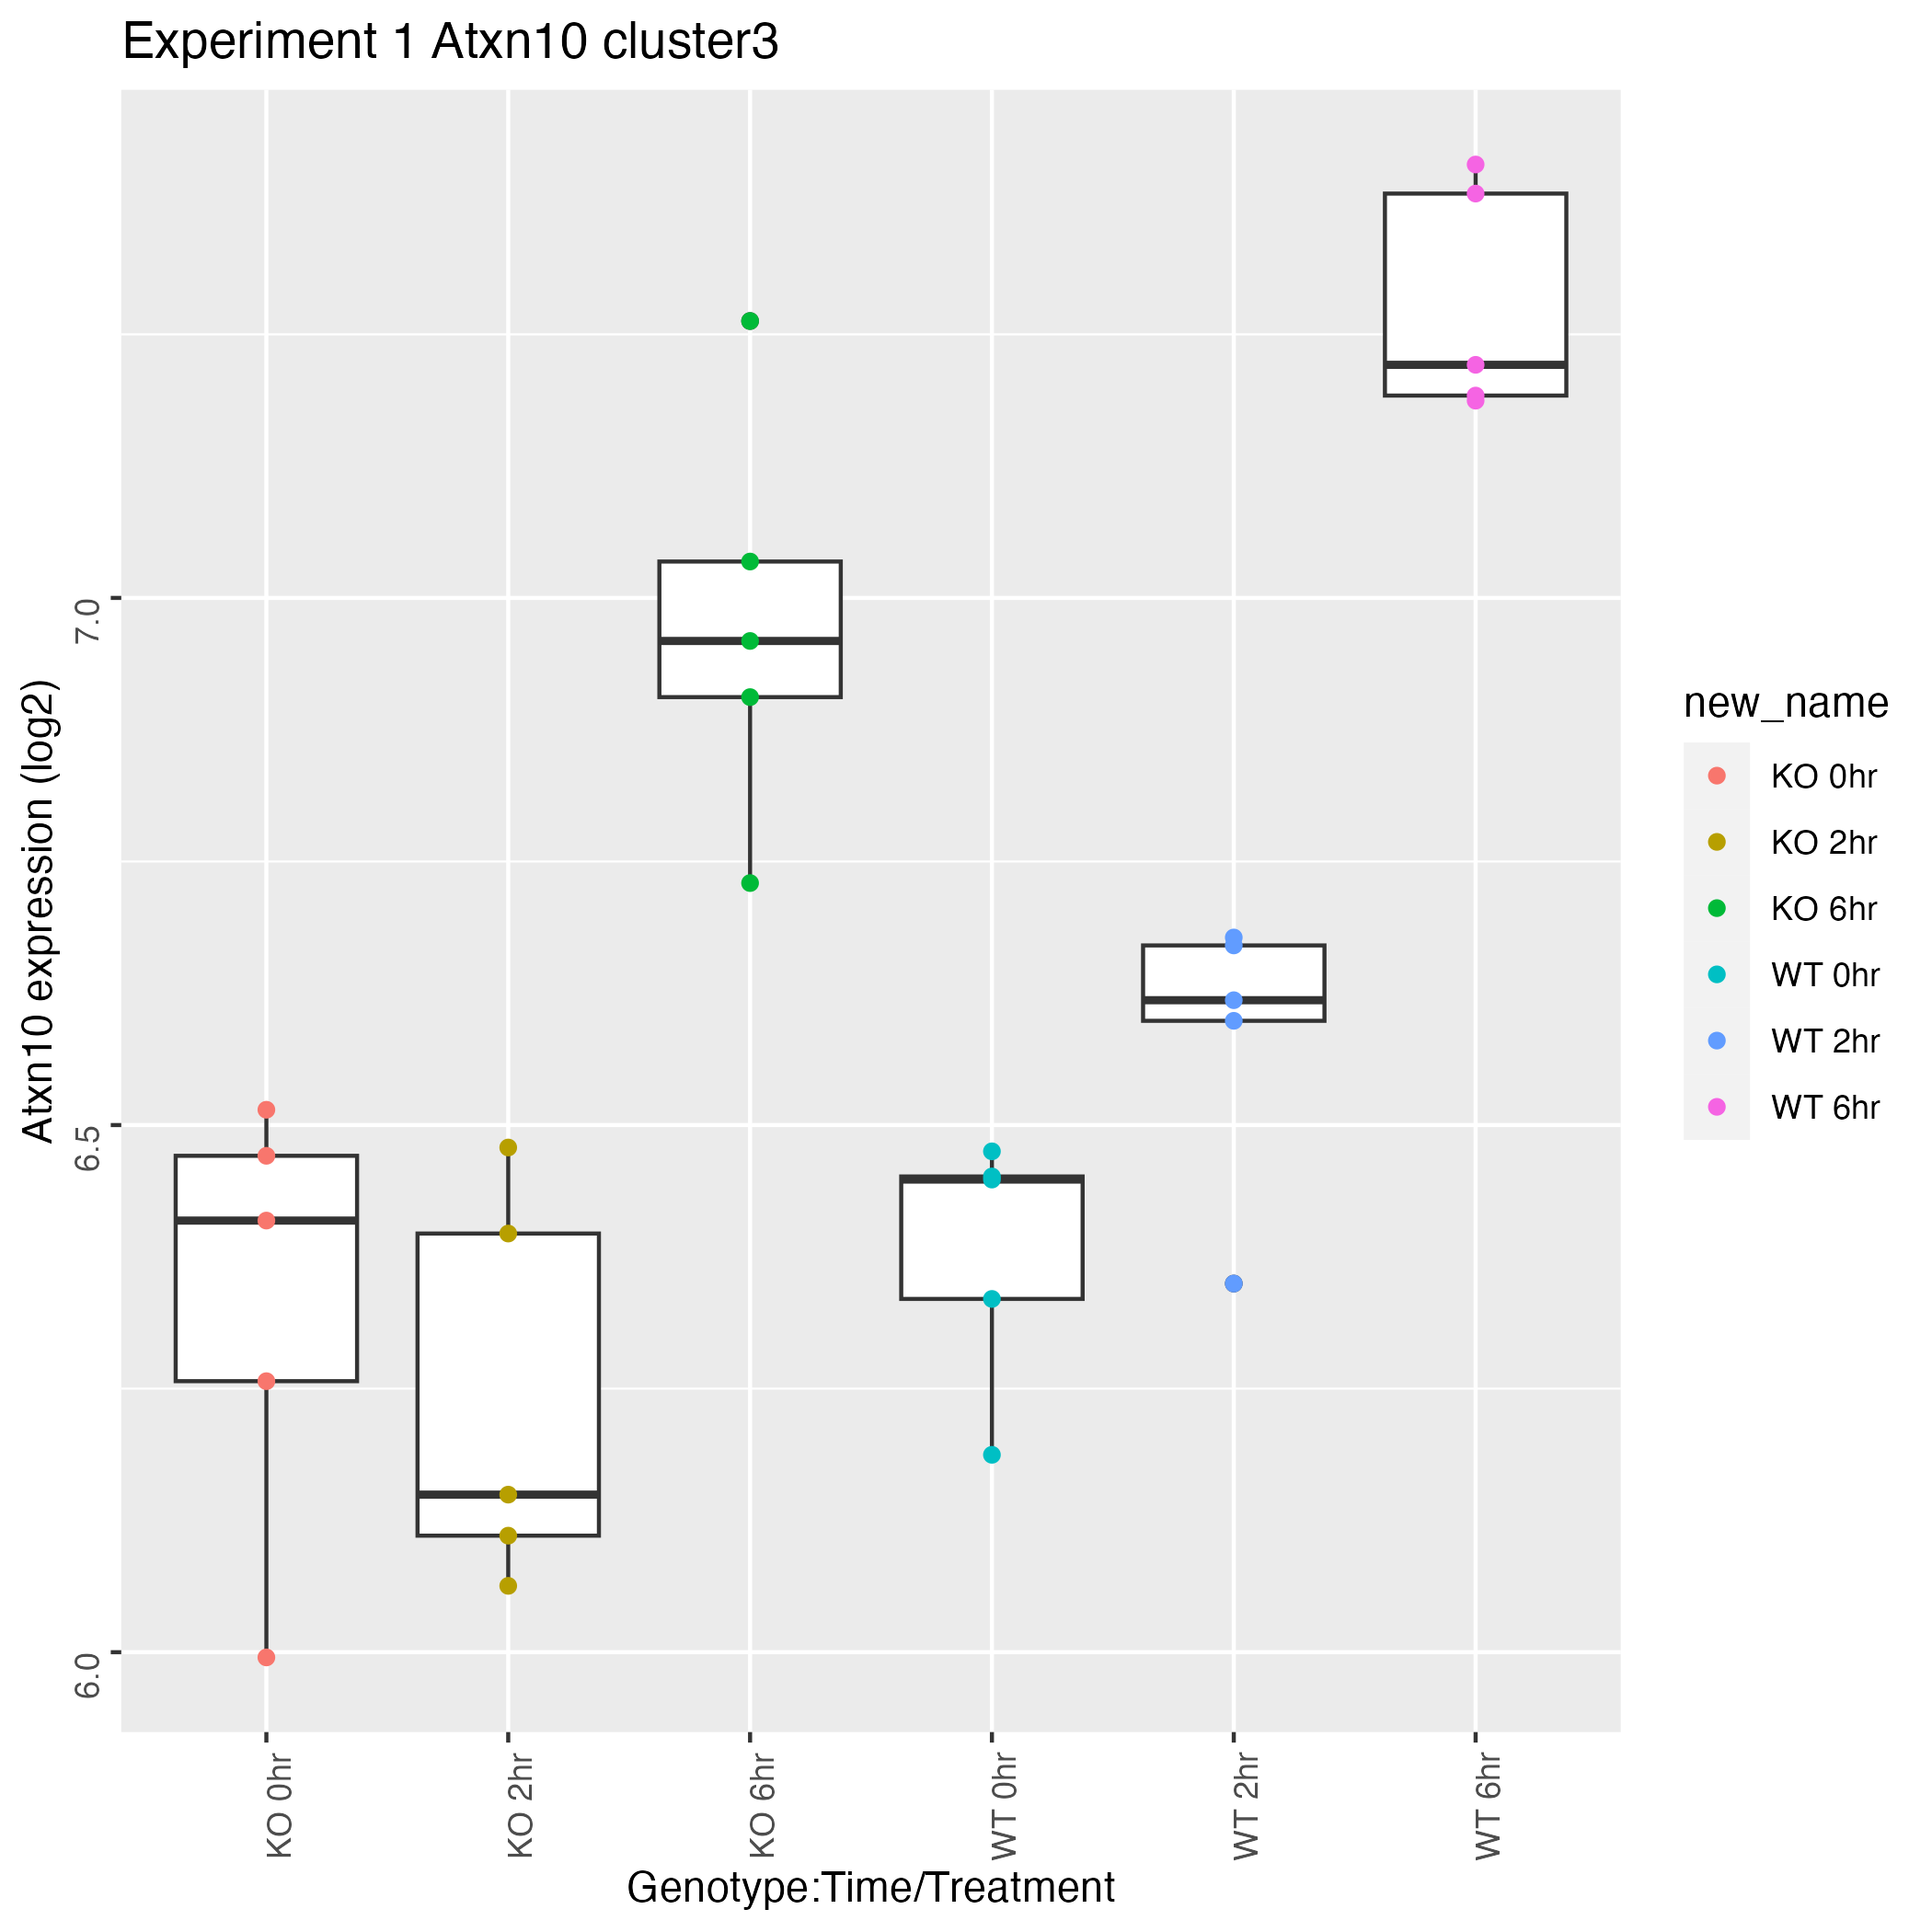 Experiment 1 Atxn10 cluster3
Atxn10 expression (log2)
7.0
6.5
6.0
KO 0hr
KO 2hr
KO 6hr
WT 0hr
WT 2hr
WT 6hr
Genotype:Time/Treatment
new_name
KO 0hr
KO 2hr
KO 6hr
WT 0hr
WT 2hr
WT 6hr